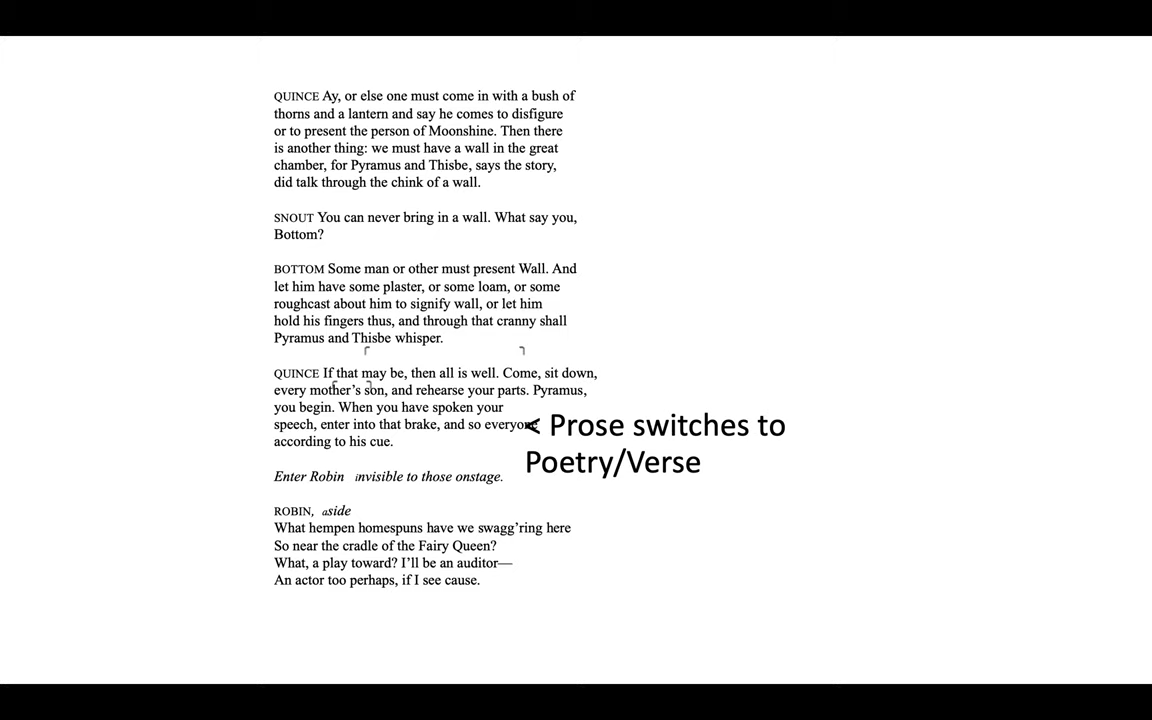 QUINCE Ay, or else one must come in with a bush of
thorns and a lantern and say he comes to disfigure
or to present the person of Moonshine. Then there
is another thing: we must have a wall in the great
chamber, for Pyramus and Thisbe, says the story,
did talk through the chink of a wall.
SNOUT You can never bring in a wall. What say you,
Bottom?
BOTTOM Some man or other must present Wall. And
let him have some plaster, or some loam, or some
roughcast about him to signify wall, or let him
hold his fingers thus, and through that cranny shall
Pyramus and Thisbe whisper.
QUINCE If that may be, then all is well. Come, sit down,
every mother’s son, and rehearse your parts. Pyramus,
you begin. When you have spoken your
speech, enter into that brake, and so everyone
according to his cue.
< Prose switches to
Poetry/Verse
Enter Robin invisible to those onstage.
ROBIN, aside
What hempen homespuns have we swagg’ring here
So near the cradle of the Fairy Queen?
What, a play toward? I’ll be an auditor—
An actor too perhaps, if I see cause.